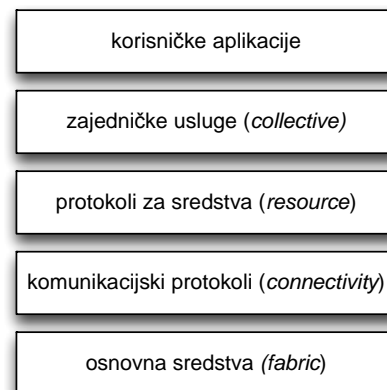 korisničke aplikacije
zajedničke usluge (collective)
protokoli za sredstva (resource)
komunikacijski protokoli (connectivity)
osnovna sredstva (fabric)